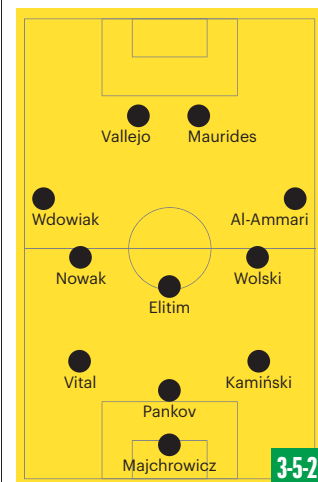 Vallejo Maurides
Wdowiak Al-Ammari
Nowak Wolski
Elitim
Vital Kamiński
Pankov
Majchrowicz
3-5-2